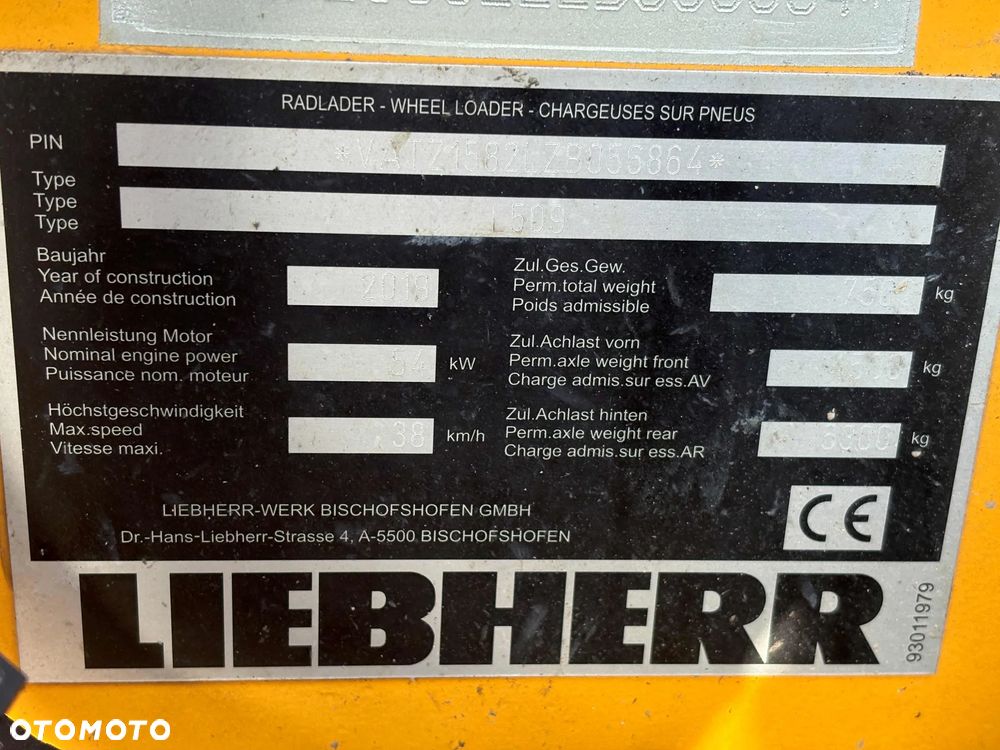 RADLADER - WHEEL LOADER - CHARGEUSES SUR PNEUS
PIN
Type
Type
Type
L509
Baujahr
Year of construction
Année de construction
2019
Zul.Ges.Gew.
Perm.total weight
Poids admissible
kg
Nennleistung Motor
Nominal engine power
Puissance nom. moteur
54
kW
Zul.Achlast vorn
Perm.axle weight front
Charge admis.sur ess.AV
kg
Höchstgeschwindigkeit
Max.speed
Vitesse maxi.
38
km/h
Zul.Achlast hinten
Perm.axle weight rear
Charge admis.sur ess.AR
kg
LIEBHERR-WERK BISCHOFSHOFEN GMBH
Dr.-Hans-Liebherr-Strasse 4, A-5500 BISCHOFSHOFEN
CE
LIEBHERR
93011979
OTOMOTO